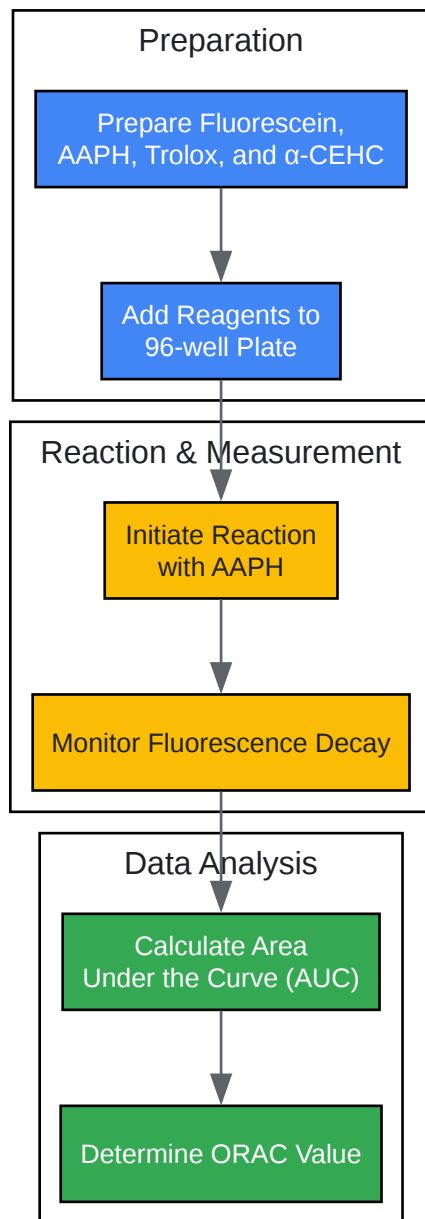 Preparation
Prepare Fluorescein,
AAPH, Trolox, and α-CEHC
Add Reagents to
96-well Plate
Reaction & Measurement
Initiate Reaction
with AAPH
Monitor Fluorescence Decay
Data Analysis
Calculate Area
Under the Curve (AUC)
Determine ORAC Value